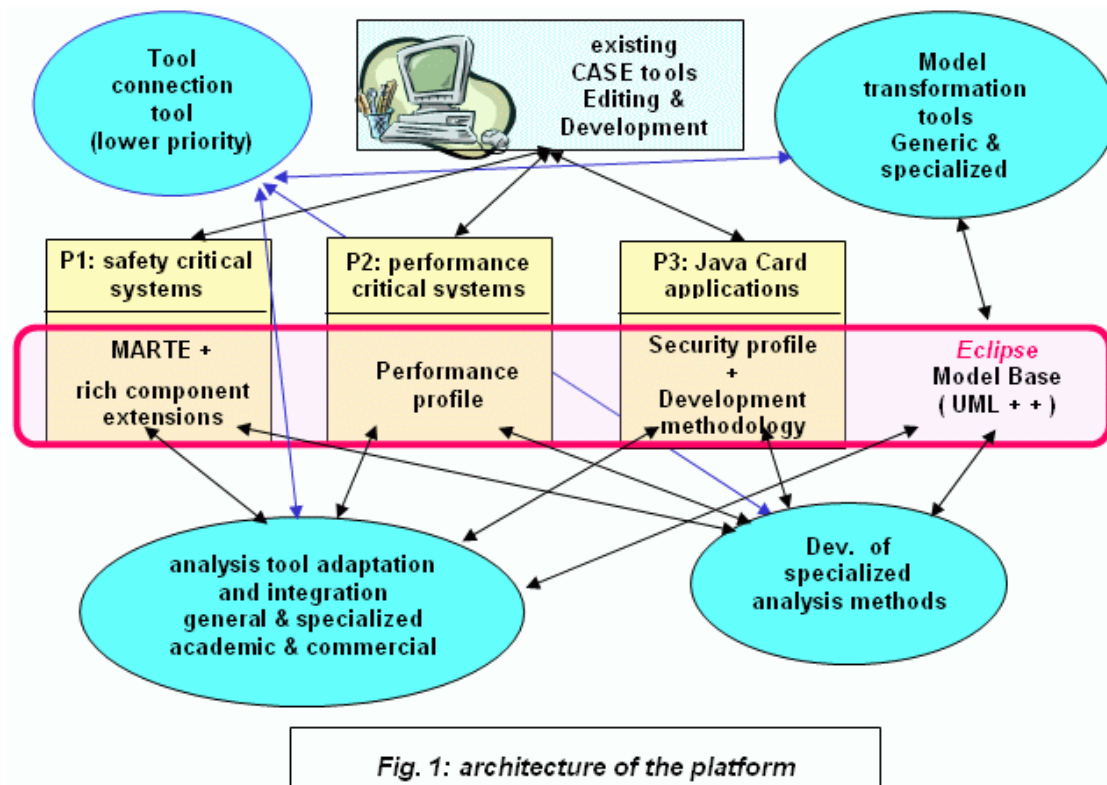 Tool
connection
tool
(lower priority)
existing
CASE tools
Editing &
Development
Model
transformation
tools
Generic &
specialized
P1: safety critical
systems
P2: performance
critical systems
P3: Java Card
applications
MARTE +
rich component
extensions
Performance
profile
Security profile
+
Development
methodology
Eclipse
Model Base
( UML + + )
analysis tool adaptation
and integration
general & specialized
academic & commercial
Dev. of
specialized
analysis methods
Fig. 1: architecture of the platform